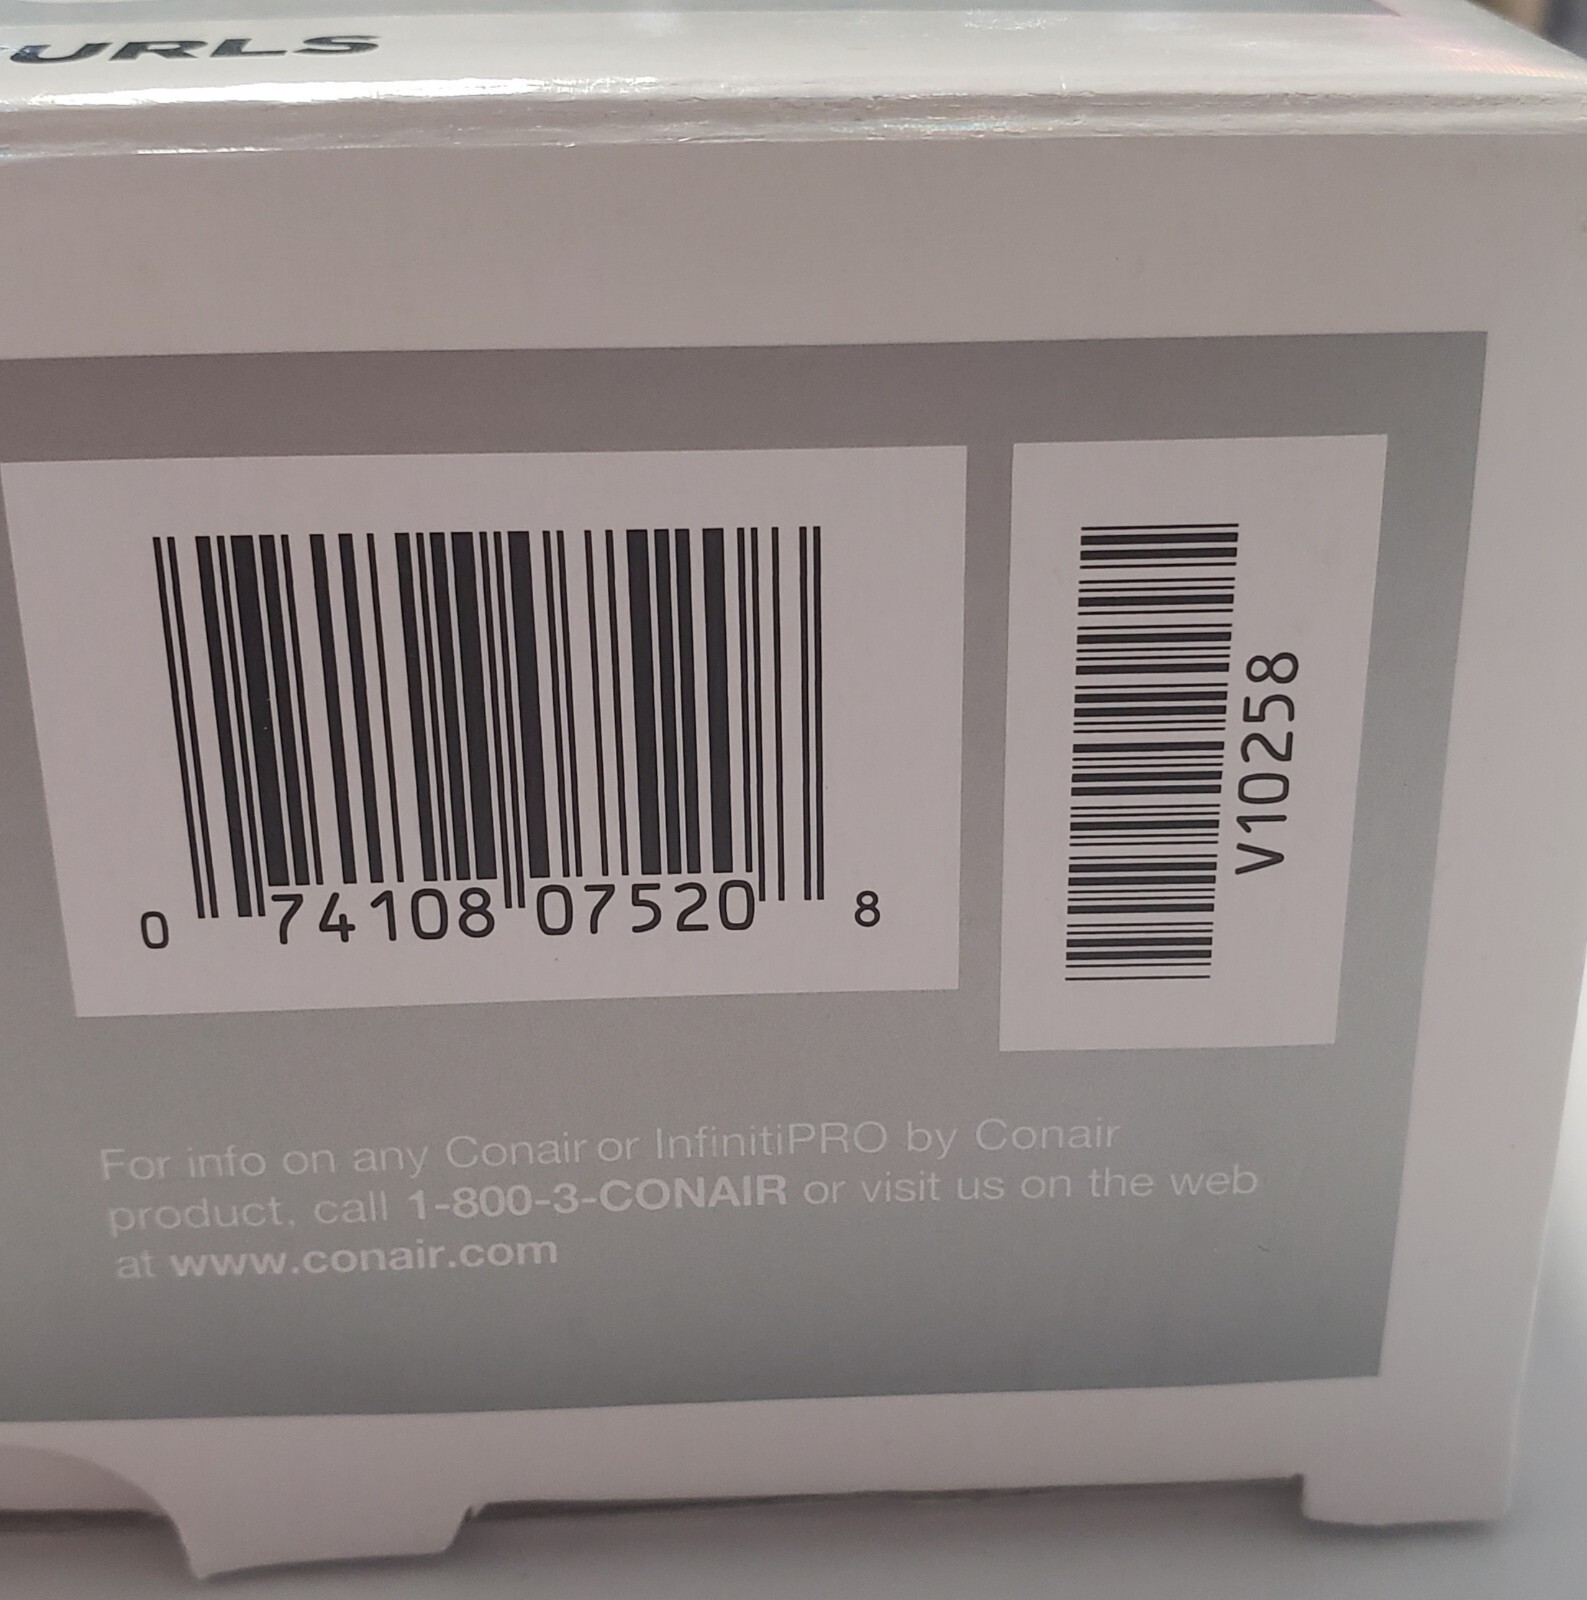 URLS
0 74108 07520 8
V10258
For info on any Conair or InfinitiPRO by Conair
product, call 1-800-3-CONAIR or visit us on the web
at www.conair.com